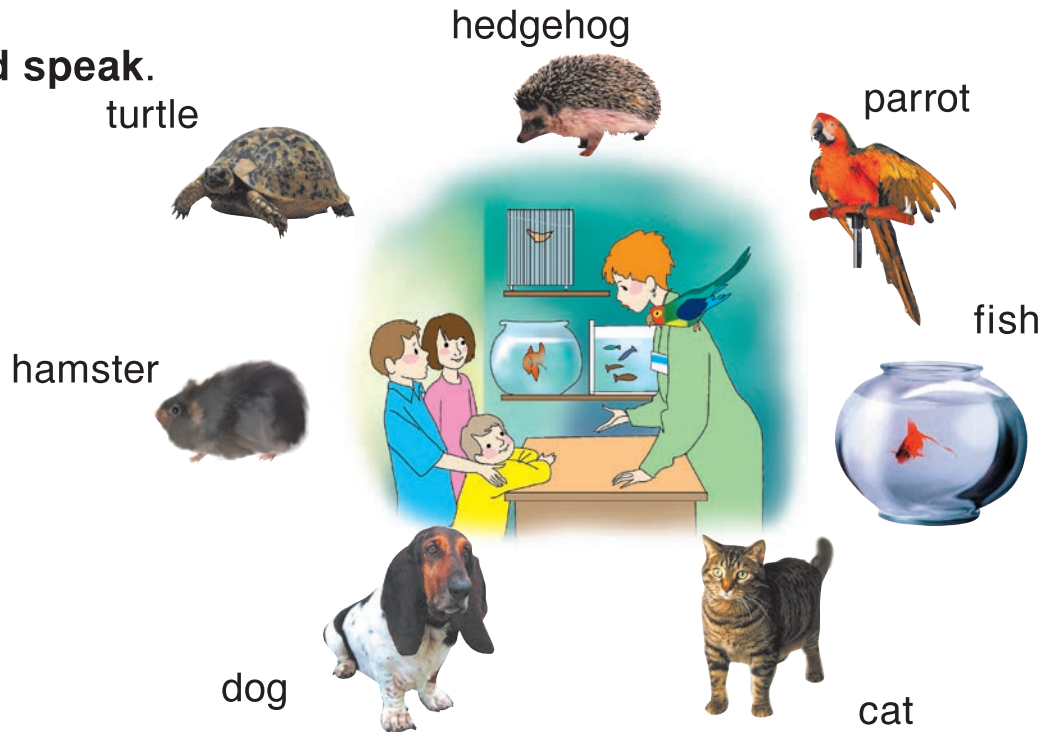 hedgehog
speak.
turtle
parrot
fish
hamster
dog
cat